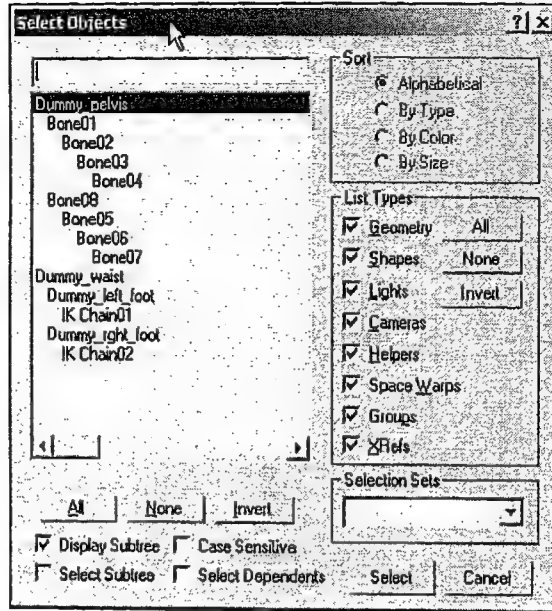 Select Objects
Dummy_pelvis
Bone01
Bone02
Bone03
Bone04
Bone08
Bone05
Bone06
Bone07
Dummy_waist
Dummy_left_foot
IK Chain01
Dummy_rght_foot
IK Chain02
All None Invert
Display Subtree Case Sensitive
Select Subtree Select Dependents
Sort
Alphabetical
By Type
By Color
By Size
List Types
Geometry All
Shapes None
Lights Invert
Cameras
Helpers
Space Warps
Groups
XRefs
Selection Sets
Select Cancel